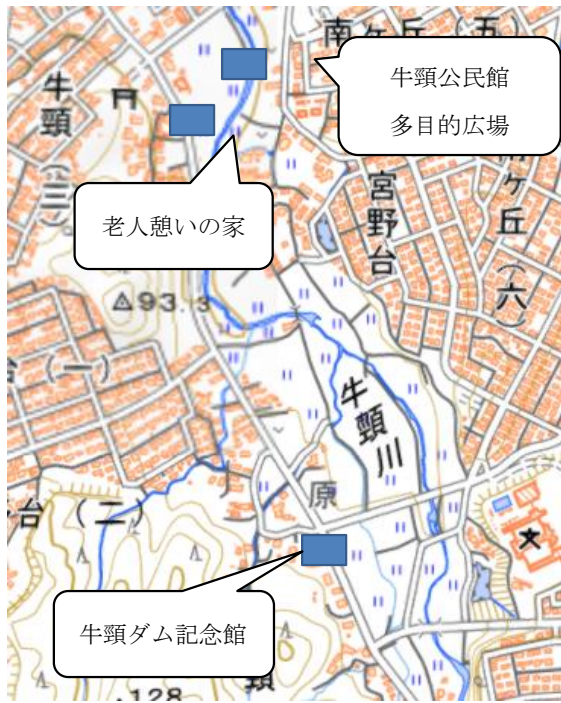 南ヶ丘(五
牛頸公民館
多目的広場
牛頸(三)
老人憩いの家
宮野台
ヶ丘(六)
93.3
台(一)
牛頸川
原
台(二)
牛頸ダム記念館
.128
頸